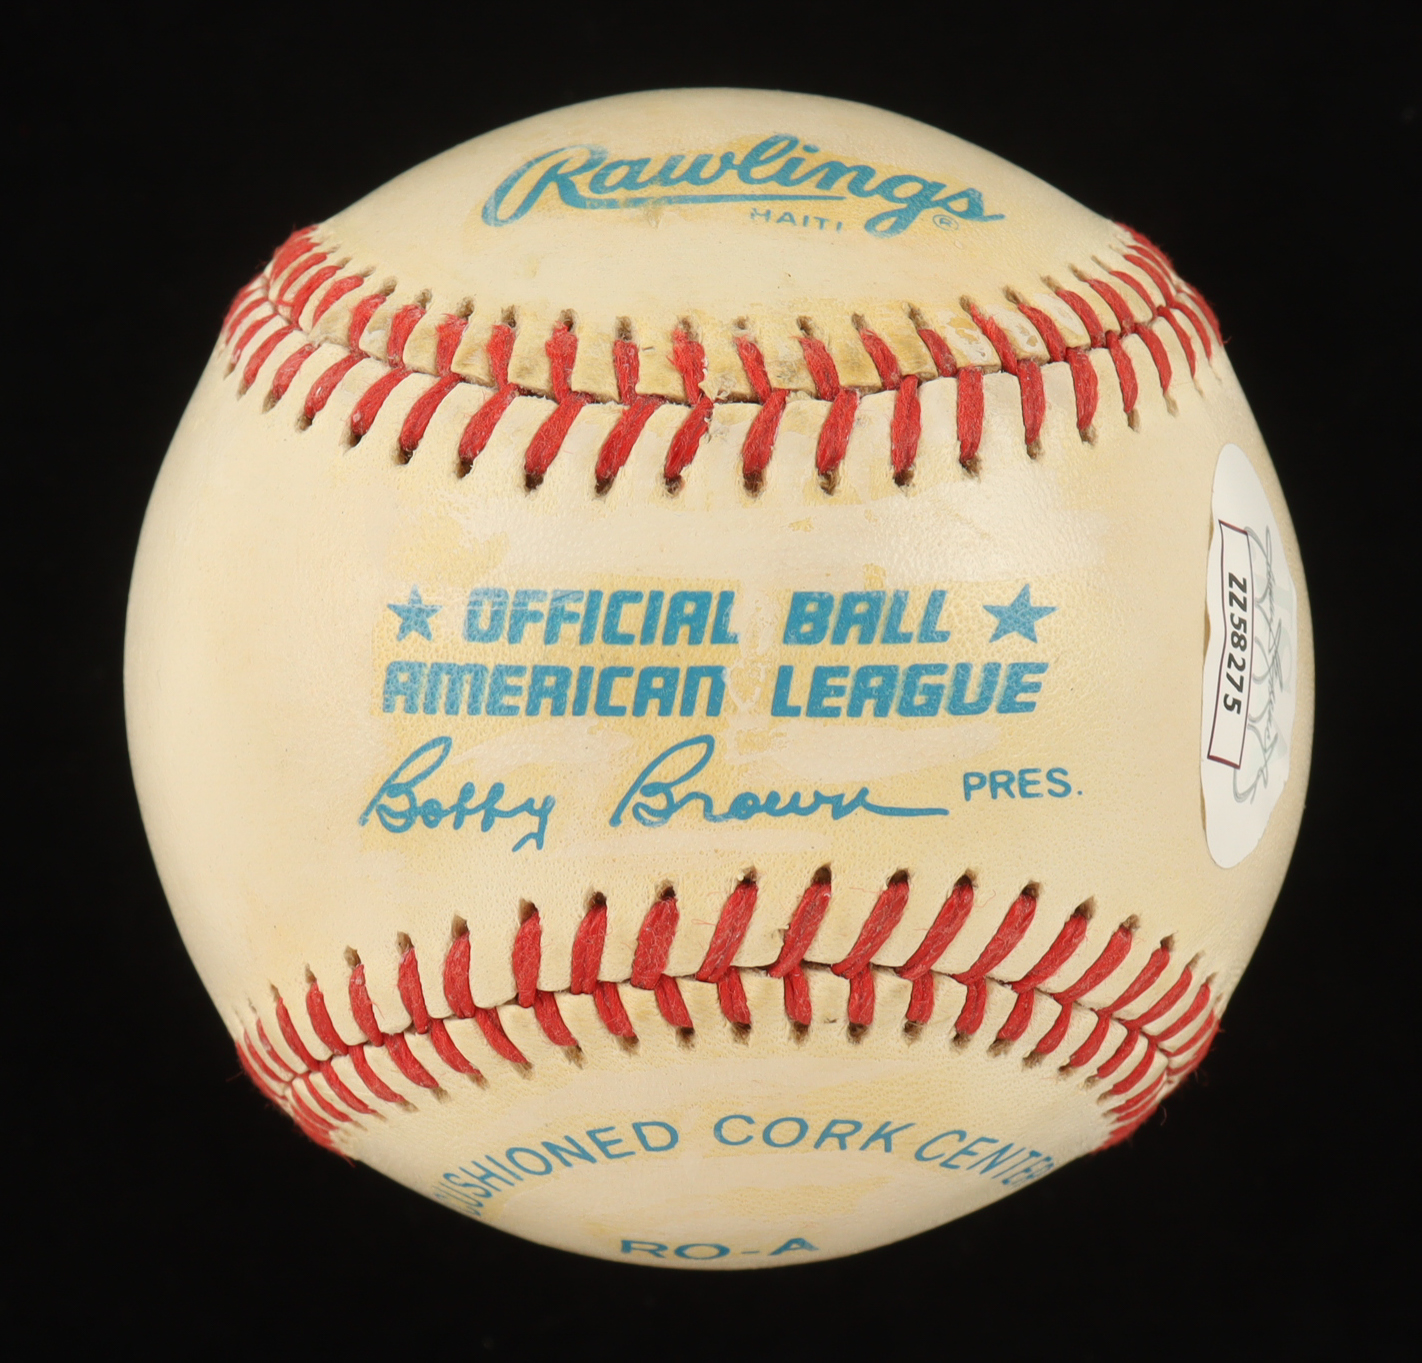 Rawlings ®
HAITI
★ OFFICIAL BALL ★
AMERICAN LEAGUE
Bobby Brown PRES.
CUSHIONED CORK CENTER
RO-A
ZZ58275